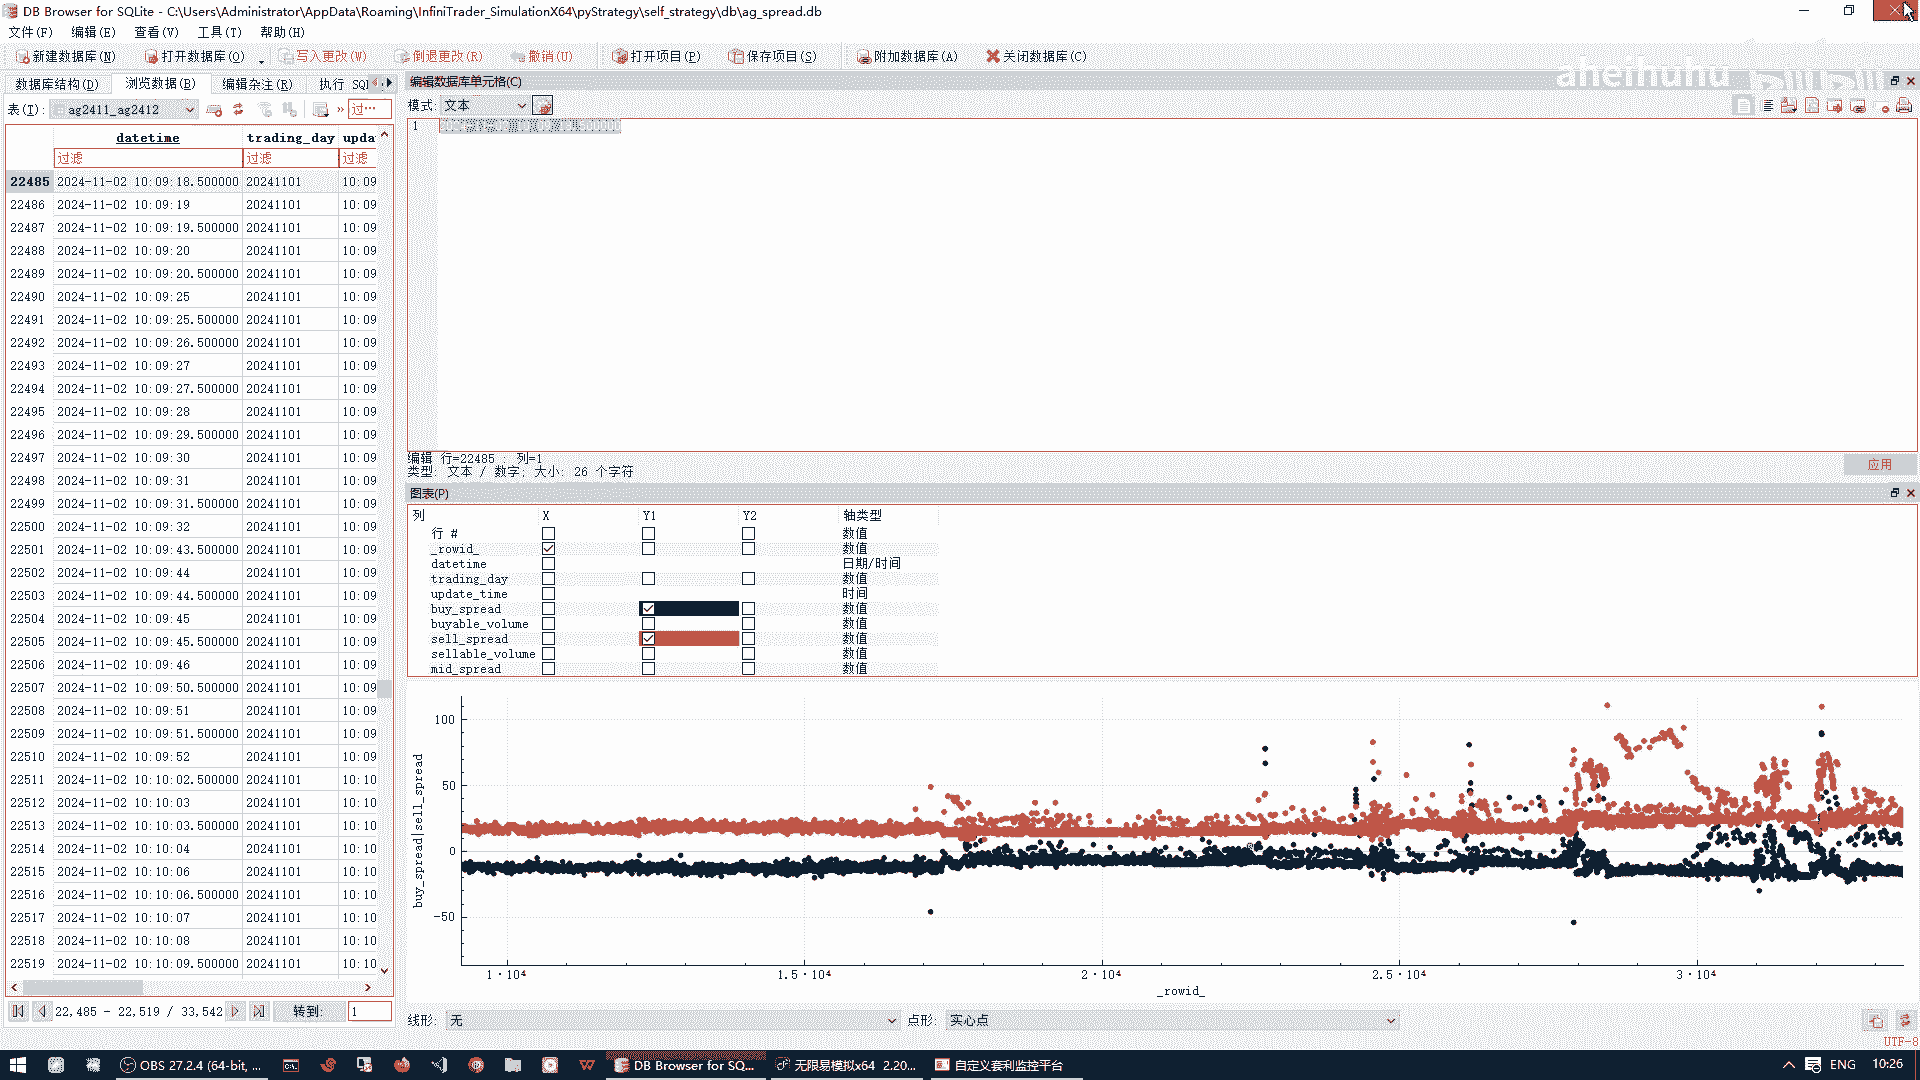 DB Browser for SQLite - C:\Users\Administrator\AppData\Roaming\InfiniTrader_SimulationX64\pyStrategy\self_strategy\db\ag_spread.db
文件(F) 编辑(E) 查看(V) 工具(T) 帮助(H)
新建数据库(N) 打开数据库(O) 写入更改(W) 倒退更改(R) 撤销(U) 打开项目(P) 保存项目(S) 附加数据库(A) 关闭数据库(C)
aheihuhu
数据库结构(D) 浏览数据(B) 编辑杂注(R) 执行 SQ
表(T): ag2411_ag2412 过…
datetime trading_day upda
过滤 过滤 过滤
22485 2024-11-02 10:09:18.500000 20241101 10:09
22486 2024-11-02 10:09:19 20241101 10:09
22487 2024-11-02 10:09:19.500000 20241101 10:09
22488 2024-11-02 10:09:20 20241101 10:09
22489 2024-11-02 10:09:20.500000 20241101 10:09
22490 2024-11-02 10:09:25 20241101 10:09
22491 2024-11-02 10:09:25.500000 20241101 10:09
22492 2024-11-02 10:09:26.500000 20241101 10:09
22493 2024-11-02 10:09:27 20241101 10:09
22494 2024-11-02 10:09:27.500000 20241101 10:09
22495 2024-11-02 10:09:28 20241101 10:09
22496 2024-11-02 10:09:29.500000 20241101 10:09
22497 2024-11-02 10:09:30 20241101 10:09
22498 2024-11-02 10:09:31 20241101 10:09
22499 2024-11-02 10:09:31.500000 20241101 10:09
22500 2024-11-02 10:09:32 20241101 10:09
22501 2024-11-02 10:09:43.500000 20241101 10:09
22502 2024-11-02 10:09:44 20241101 10:09
22503 2024-11-02 10:09:44.500000 20241101 10:09
22504 2024-11-02 10:09:45 20241101 10:09
22505 2024-11-02 10:09:45.500000 20241101 10:09
22506 2024-11-02 10:09:46 20241101 10:09
22507 2024-11-02 10:09:50.500000 20241101 10:09
22508 2024-11-02 10:09:51 20241101 10:09
22509 2024-11-02 10:09:51.500000 20241101 10:09
22510 2024-11-02 10:09:52 20241101 10:09
22511 2024-11-02 10:10:02.500000 20241101 10:10
22512 2024-11-02 10:10:03 20241101 10:10
22513 2024-11-02 10:10:03.500000 20241101 10:10
22514 2024-11-02 10:10:04 20241101 10:10
22515 2024-11-02 10:10:06 20241101 10:10
22516 2024-11-02 10:10:06.500000 20241101 10:10
22517 2024-11-02 10:10:07 20241101 10:10
22518 2024-11-02 10:10:08 20241101 10:10
22519 2024-11-02 10:10:09.500000 20241101 10:10
22,485 - 22,519 / 33,542 转到: 1
编辑数据库单元格(C)
模式: 文本
1
编辑 行=22485 : 列=1
类型: 文本 / 数字; 大小: 26 个字符
应用
图表(P)
列 X Y1 Y2 轴类型
行 # 数值
_rowid_ 数值
datetime 日期/时间
trading_day 数值
update_time 时间
buy_spread 数值
buyable_volume 数值
sell_spread 数值
sellable_volume 数值
mid_spread 数值
buy_spread|sell_spread
100
50
0
-50
1·10⁴ 1.5·10⁴ 2·10⁴ 2.5·10⁴ 3·10⁴
_rowid_
线形: 无 点形: 实心点
UTF-8
OBS 27.2.4 (64-bit, ... DB Browser for SQ... 无限易模拟x64 2.20... 自定义套利监控平台 ENG 10:26